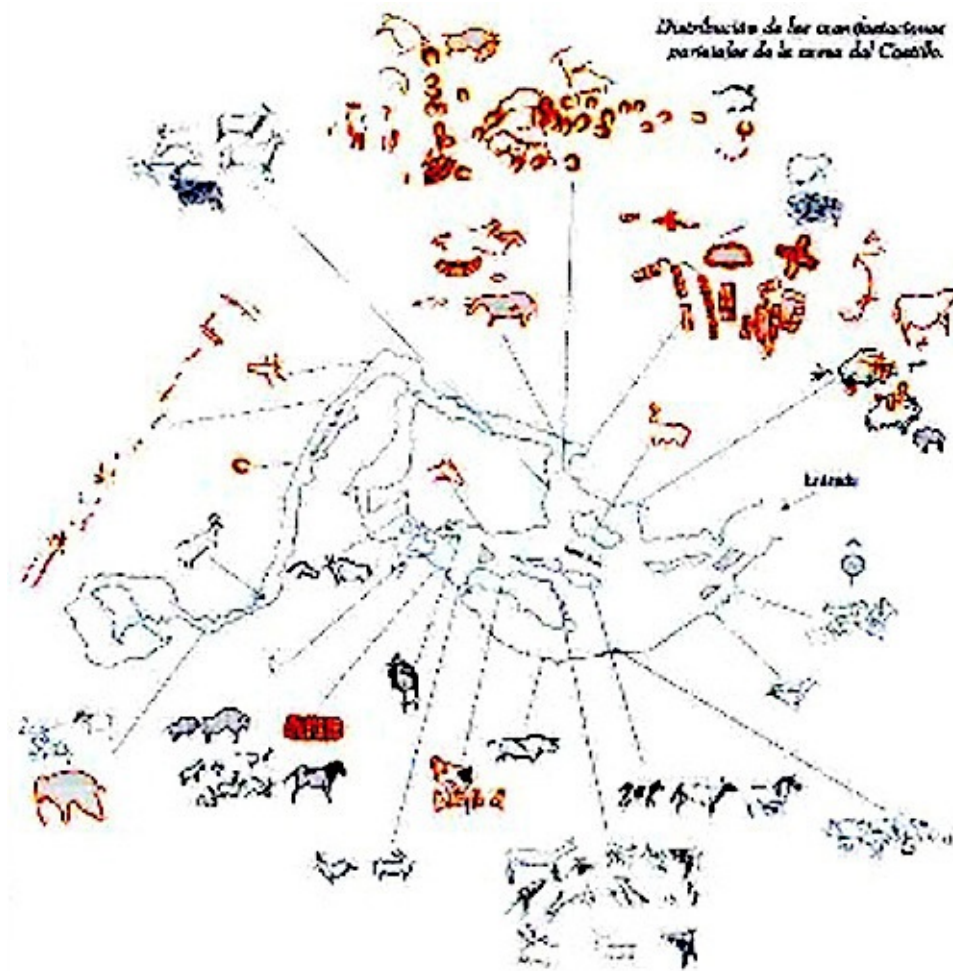 Distribución de las manifestaciones
parietales de la cueva del Castillo.
Entrada